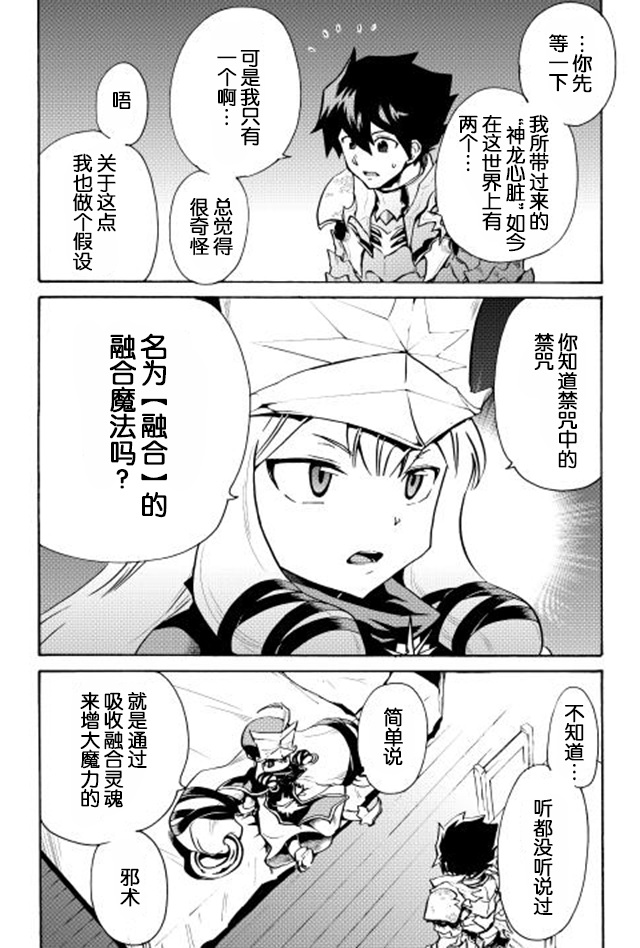 …你先
等一下
我所带过来的
“神龙心脏”如今
在这世界上有
两个…
可是我只有
一个啊…
总觉得
很奇怪
唔
关于这点
我也做个假设
你知道禁咒中的
禁咒
名为【融合】的
融合魔法吗？
不知道…
听都没听说过
简单说
就是通过
吸收融合灵魂
来增大魔力的
邪术